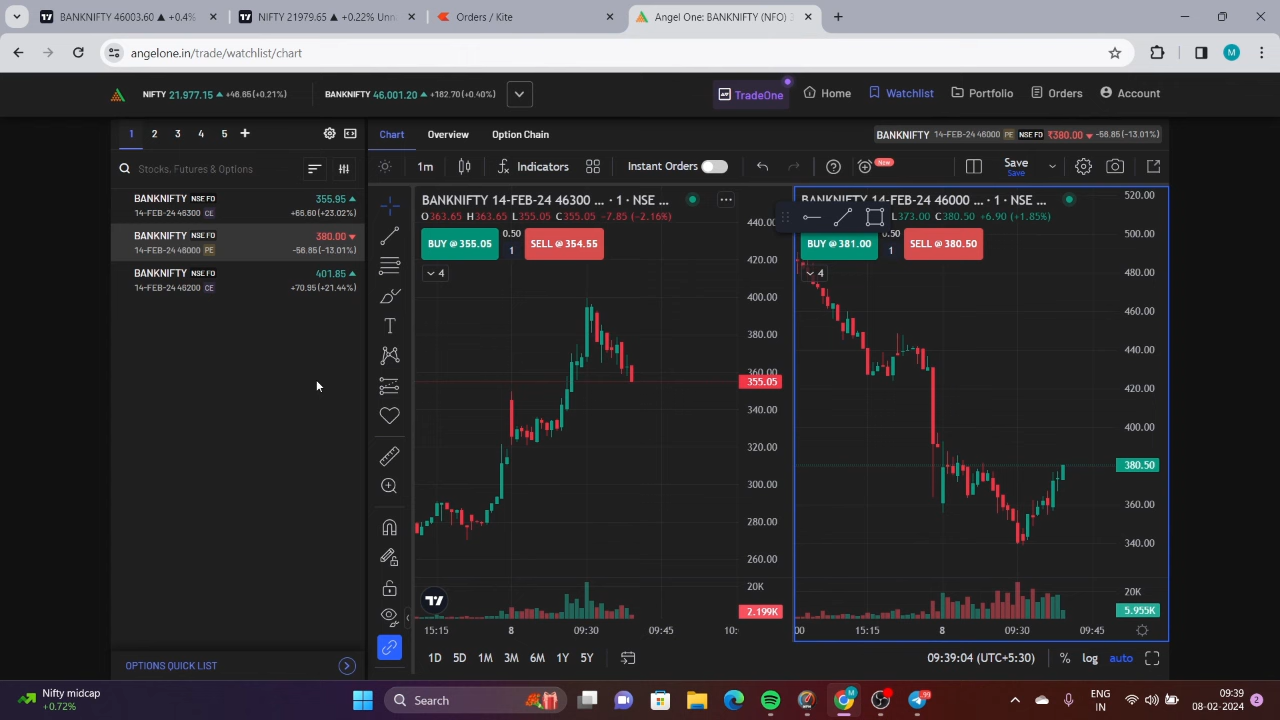 BANKNIFTY 46003.60 ▲ +0.4%
NIFTY 21979.65 ▲ +0.22% Unn
Orders / Kite
Angel One: BANKNIFTY (NFO) 
angelone.in/trade/watchlist/chart
M
NIFTY 21,977.15 ▲ +46.65(+0.21%)
BANKNIFTY 46,001.20 ▲ +182.70(+0.40%)
TradeOne
Home
Watchlist
Portfolio
Orders
Account
1 2 3 4 5 +
Chart
Overview
Option Chain
BANKNIFTY 14-FEB-24 46000 PE NSE FO ₹380.00 ▼ -56.85(-13.01%)
Stocks, Futures & Options
1m
Indicators
Instant Orders
New
Save
Save
BANKNIFTY NSE FO 355.95 ▲
14-FEB-24 46300 CE +66.60(+23.02%)
BANKNIFTY NSE FO 380.00 ▼
14-FEB-24 46000 PE -56.85(-13.01%)
BANKNIFTY NSE FO 401.85 ▲
14-FEB-24 46200 CE +70.95(+21.44%)
OPTIONS QUICK LIST
BANKNIFTY 14-FEB-24 46300 ... · 1 · NSE ...
O363.65 H363.65 L355.05 C355.05 -7.85 (-2.16%)
BUY @ 355.05
0.50
1
SELL @ 354.55
4
440.00
420.00
400.00
380.00
360.00
355.05
340.00
320.00
300.00
280.00
260.00
20K
2.199K
15:15 8 09:30 09:45 10:
BANKNIFTY 14-FEB-24 46000 ... · 1 · NSE ...
L373.00 C380.50 +6.90 (+1.85%)
BUY @ 381.00
0.50
1
SELL @ 380.50
4
520.00
500.00
480.00
460.00
440.00
420.00
400.00
380.50
360.00
340.00
20K
5.955K
00 15:15 8 09:30 09:45
1D 5D 1M 3M 6M 1Y 5Y
09:39:04 (UTC+5:30)
% log auto
Nifty midcap
+0.72%
Search
99
ENG
IN
09:39
08-02-2024
2